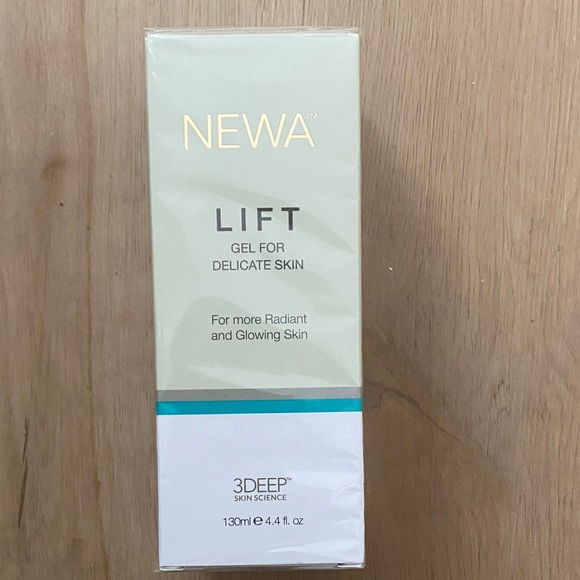 NEWA™
LIFT
GEL FOR
DELICATE SKIN
For more Radiant
and Glowing Skin
3DEEP™
SKIN SCIENCE
130ml ℮ 4.4 fl. oz